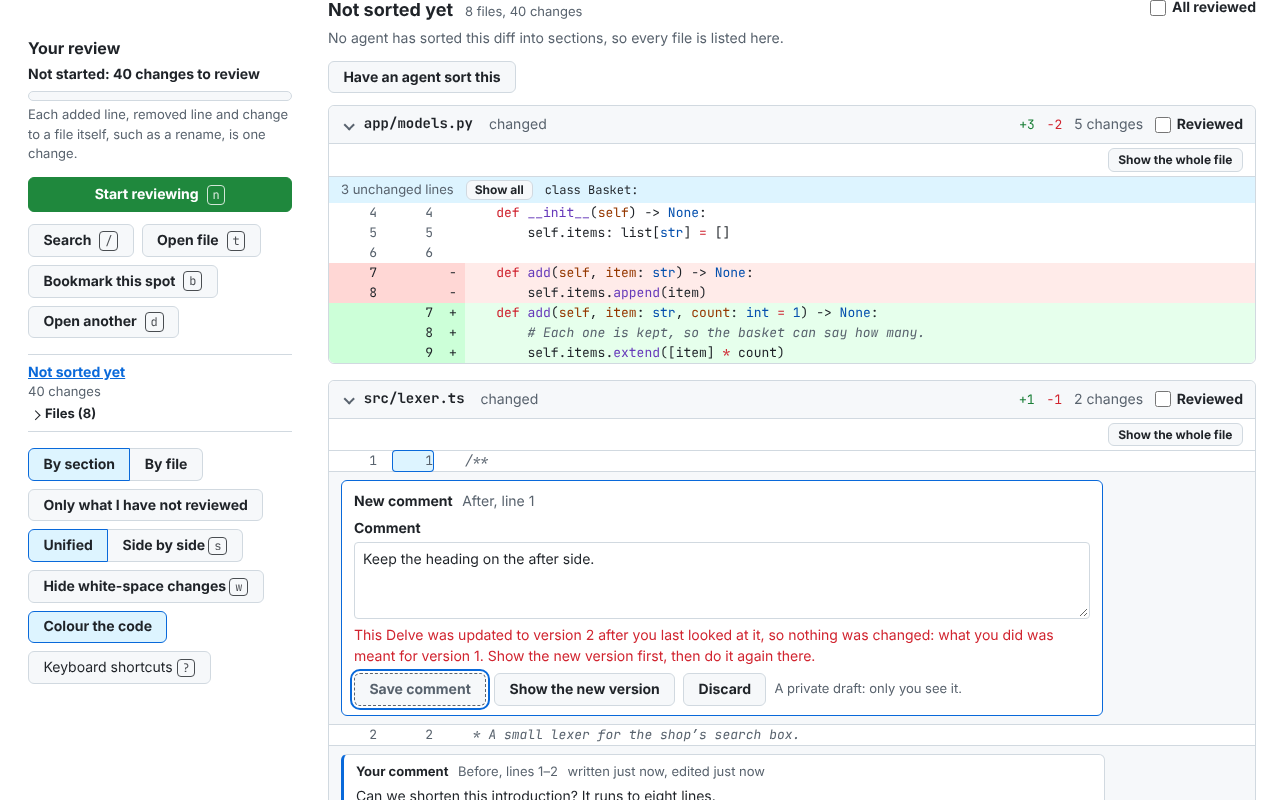 Not sorted yet 8 files, 40 changes
All reviewed
No agent has sorted this diff into sections, so every file is listed here.
Have an agent sort this
Your review
Not started: 40 changes to review
Each added line, removed line and change
to a file itself, such as a rename, is one
change.
Start reviewing n
Search / Open file t
Bookmark this spot b
Open another d
Not sorted yet
40 changes
Files (8)
By section By file
Only what I have not reviewed
Unified Side by side s
Hide white-space changes w
Colour the code
Keyboard shortcuts ?
app/models.py changed +3 -2 5 changes Reviewed
Show the whole file
3 unchanged lines Show all class Basket:
4 4 def __init__(self) -> None:
5 5 self.items: list[str] = []
6 6
7 - def add(self, item: str) -> None:
8 - self.items.append(item)
7 + def add(self, item: str, count: int = 1) -> None:
8 + # Each one is kept, so the basket can say how many.
9 + self.items.extend([item] * count)
src/lexer.ts changed +1 -1 2 changes Reviewed
Show the whole file
1 1 /**
New comment After, line 1
Comment
Keep the heading on the after side.
This Delve was updated to version 2 after you last looked at it, so nothing was changed: what you did was
meant for version 1. Show the new version first, then do it again there.
Save comment Show the new version Discard A private draft: only you see it.
2 2 * A small lexer for the shop’s search box.
Your comment Before, lines 1–2 written just now, edited just now
Can we shorten this introduction? It runs to eight lines.